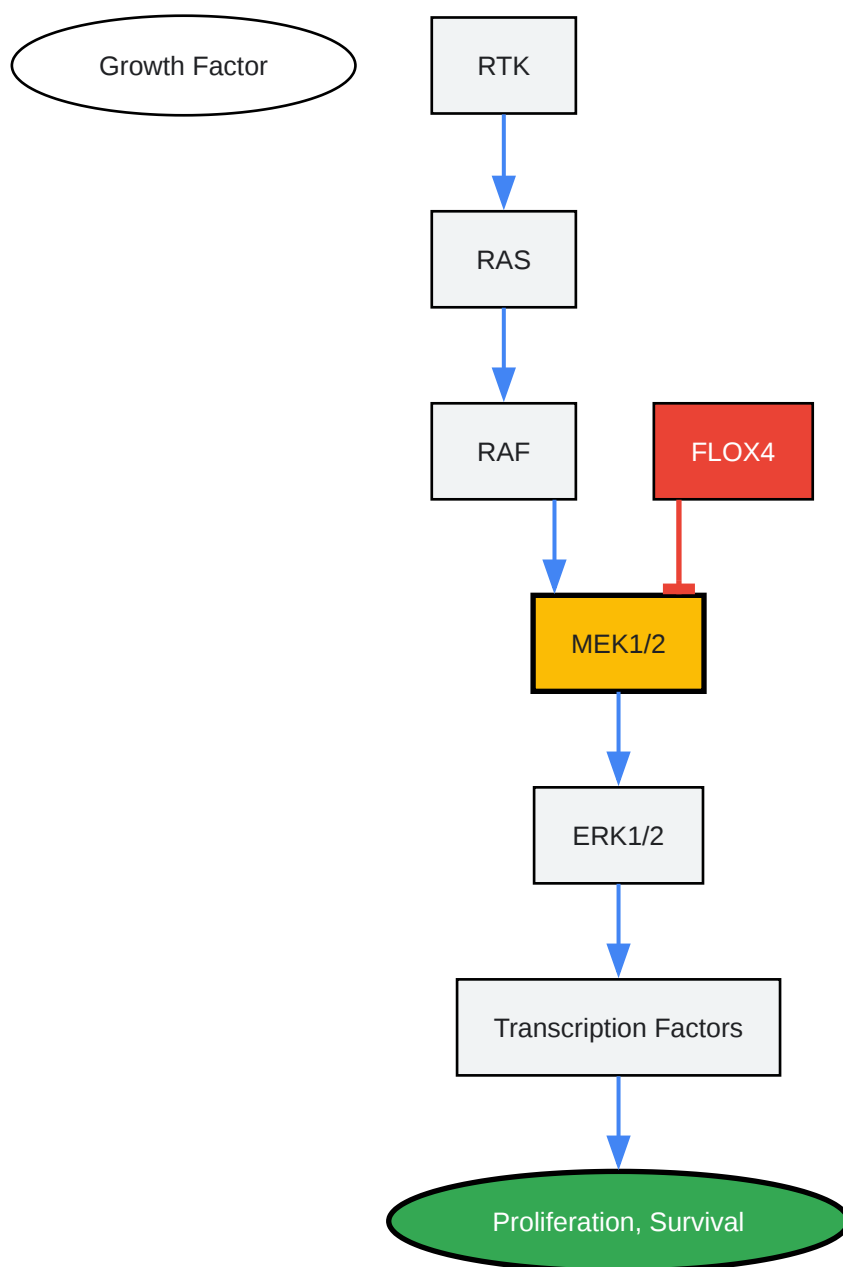 Growth Factor
RTK
RAS
RAF
FLOX4
MEK1/2
ERK1/2
Transcription Factors
Proliferation, Survival